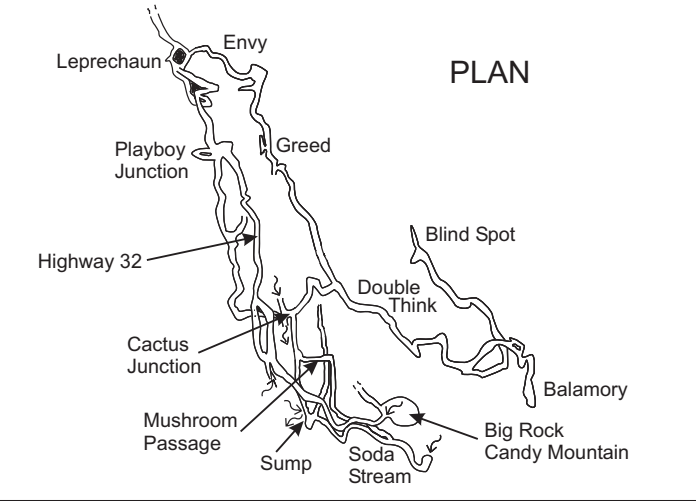 Envy
Leprechaun
PLAN
Playboy
Junction
Greed
Blind Spot
Highway 32
Double
Think
Cactus
Junction
Balamory
Mushroom
Passage
Big Rock
Candy Mountain
Sump
Soda
Stream